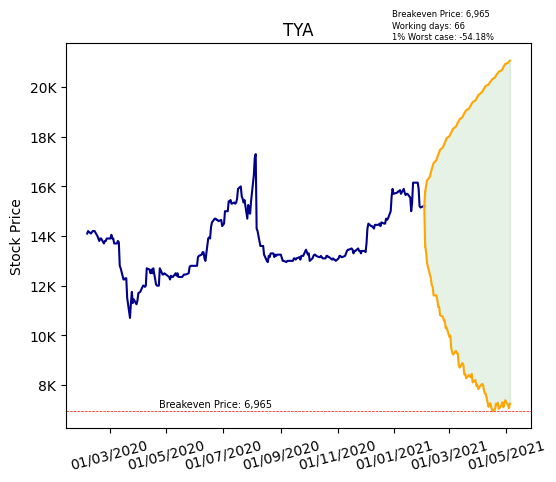 Breakeven Price: 6,965
Working days: 66
1% Worst case: -54.18%
TYA
Stock Price
20K
18K
16K
14K
12K
10K
8K
Breakeven Price: 6,965
01/03/2020
01/05/2020
01/07/2020
01/09/2020
01/11/2020
01/01/2021
01/03/2021
01/05/2021